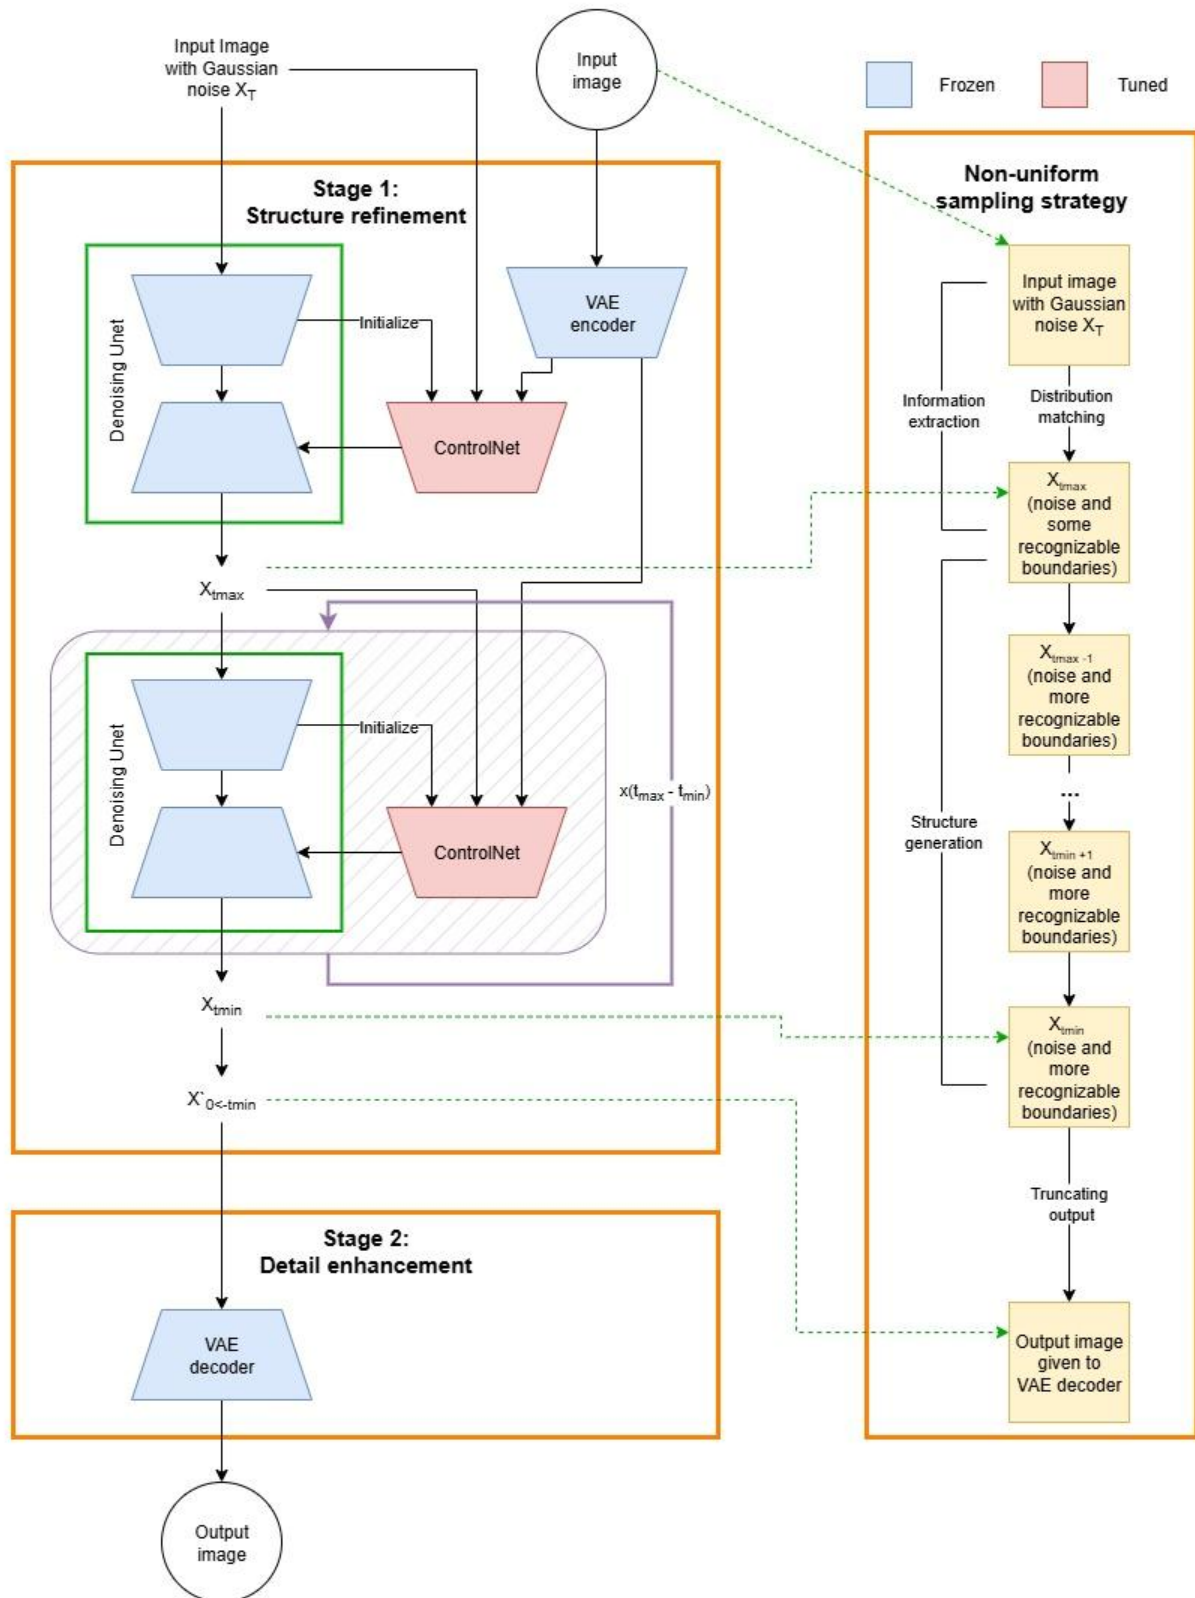 Input Image
with Gaussian
noise X_T
Input
image
Frozen
Tuned
Stage 1:
Structure refinement
Denoising Unet
Initialize
VAE
encoder
ControlNet
X_tmax
Denoising Unet
Initialize
ControlNet
x(t_max - t_min)
X_tmin
X`_0<-tmin
Stage 2:
Detail enhancement
VAE
decoder
Output
image
Non-uniform
sampling strategy
Input image
with Gaussian
noise X_T
Information
extraction
Distribution
matching
X_tmax
(noise and
some
recognizable
boundaries)
X_tmax -1
(noise and
more
recognizable
boundaries)
...
Structure
generation
X_tmin +1
(noise and
more
recognizable
boundaries)
X_tmin
(noise and
more
recognizable
boundaries)
Truncating
output
Output image
given to
VAE decoder